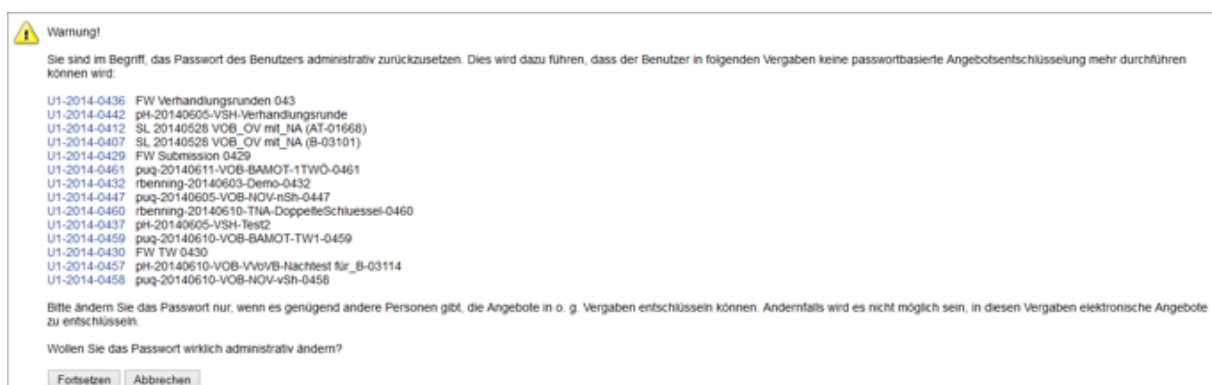 Warnung!
Sie sind im Begriff, das Passwort des Benutzers administrativ zurückzusetzen. Dies wird dazu führen, dass der Benutzer in folgenden Vergaben keine passwortbasierte Angebotsentschlüsselung mehr durchführen
können wird:
U1-2014-0436 FW Verhandlungsrunden 043
U1-2014-0442 pH-20140605-VSH-Verhandlungsrunde
U1-2014-0412 SL 20140528 VOB_OV mit_NA (AT-01668)
U1-2014-0407 SL 20140528 VOB_OV mit_NA (B-03101)
U1-2014-0429 FW Submission 0429
U1-2014-0461 puq-20140611-VOB-BAMOT-1TWÖ-0461
U1-2014-0432 rbenning-20140603-Demo-0432
U1-2014-0447 puq-20140605-VOB-NOV-nSh-0447
U1-2014-0460 rbenning-20140610-TNA-DoppelteSchluessel-0460
U1-2014-0437 pH-20140605-VSH-Test2
U1-2014-0459 puq-20140610-VOB-BAMOT-TW1-0459
U1-2014-0430 FW TW 0430
U1-2014-0457 pH-20140610-VOB-VVoVB-Nachtest für_B-03114
U1-2014-0458 puq-20140610-VOB-NOV-vSh-0458
Bitte ändern Sie das Passwort nur, wenn es genügend andere Personen gibt, die Angebote in o. g. Vergaben entschlüsseln können. Andernfalls wird es nicht möglich sein, in diesen Vergaben elektronische Angebote
zu entschlüsseln.
Wollen Sie das Passwort wirklich administrativ ändern?
Fortsetzen Abbrechen